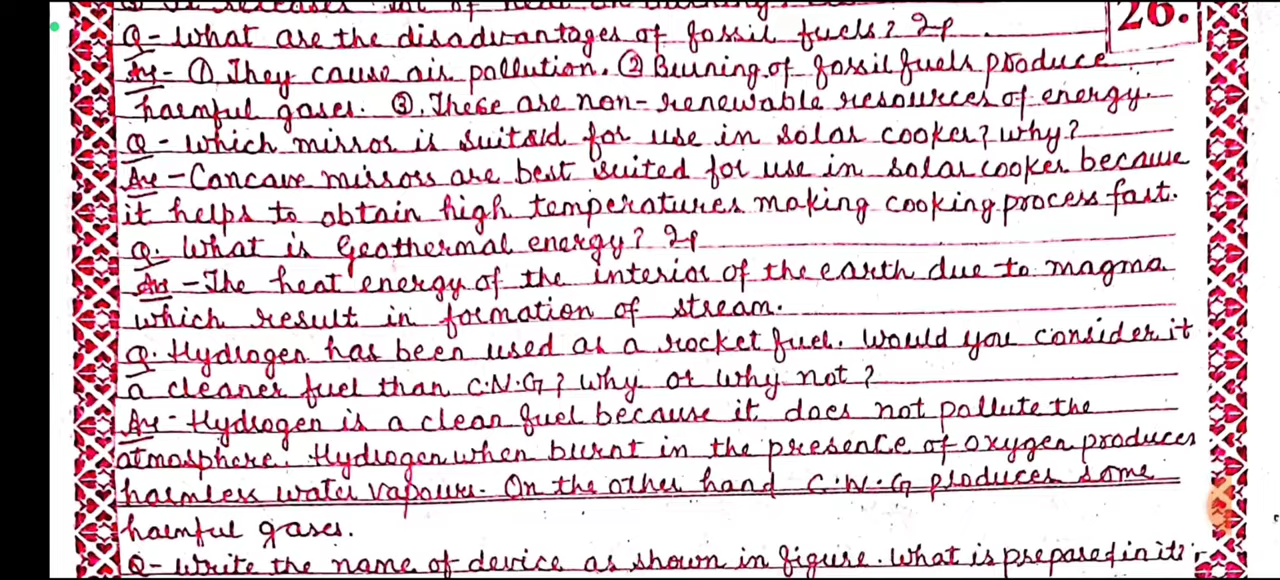 26.
Q- What are the disadvantages of fossil fuels? 2p
Ay- ① They cause air pollution. ② Burning of fossil fuels produce
harmful gases. ③. These are non-renewable resources of energy.
Q- Which mirror is suited for use in solar cooker? Why?
Ay- Concave mirrors are best suited for use in solar cooker because
it helps to obtain high temperatures making cooking process fast.
Q. What is Geothermal energy? 2p
Ans- The heat energy of the interior of the earth due to magma
which result in formation of stream.
Q. Hydrogen has been used as a rocket fuel. Would you consider it
a cleaner fuel than C.N.G? Why or Why not?
Ay- Hydrogen is a clean fuel because it does not pollute the
atmosphere. Hydrogen when burnt in the presence of oxygen produces
harmless water vapours. On the other hand C.N.G produces some
harmful gases.
Q- Write the name of device as shown in figure. What is prepared in it?